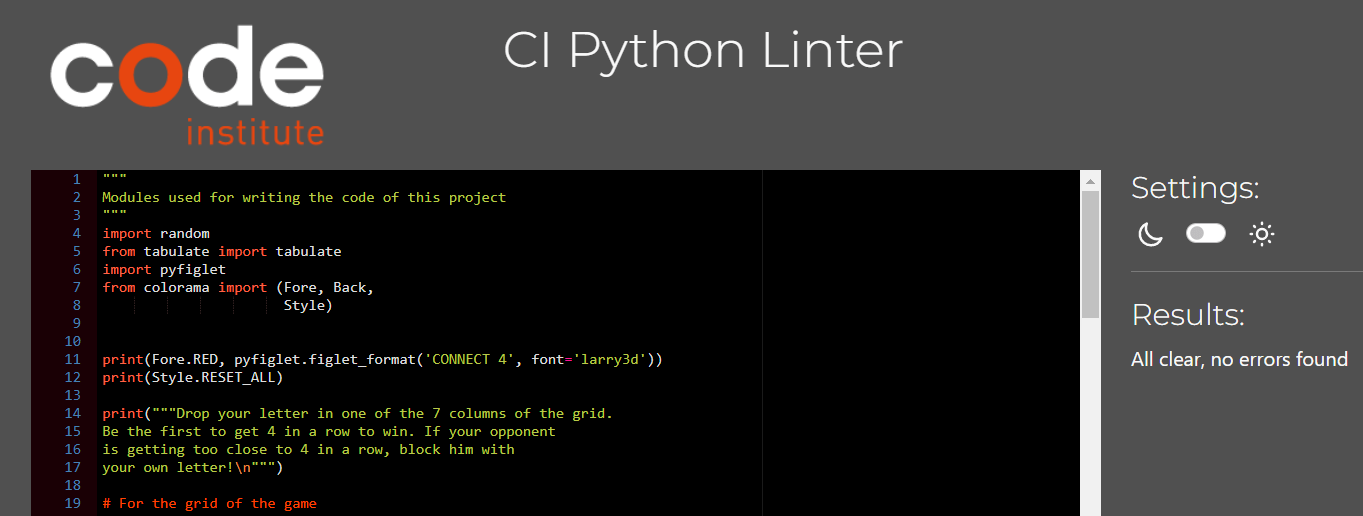 code
institute
CI Python Linter
1 """
2 Modules used for writing the code of this project
3 """
4 import random
5 from tabulate import tabulate
6 import pyfiglet
7 from colorama import (Fore, Back,
8                       Style)
9
10
11 print(Fore.RED, pyfiglet.figlet_format('CONNECT 4', font='larry3d'))
12 print(Style.RESET_ALL)
13
14 print("""Drop your letter in one of the 7 columns of the grid.
15 Be the first to get 4 in a row to win. If your opponent
16 is getting too close to 4 in a row, block him with
17 your own letter!\n""")
18
19 # For the grid of the game
Settings:
Results:
All clear, no errors found